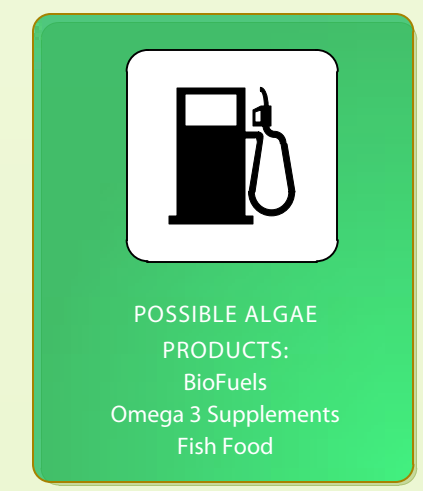 POSSIBLE ALGAE
PRODUCTS:
BioFuels
Omega 3 Supplements
Fish Food